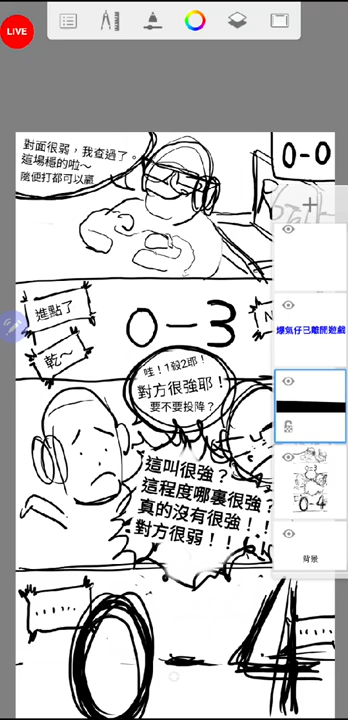 LIVE
對面很弱，我查過了。
這場穩的啦～
隨便打都可以贏
0-0
進點了
0-3
乾～
爆氣仔已離開遊戲
哇！1殺2耶！
對方很強耶！
要不要投降？
這叫很強？
這程度哪裏很強？
真的沒有很強！！
對方很弱！！
0-3
0-4
背景
0
4